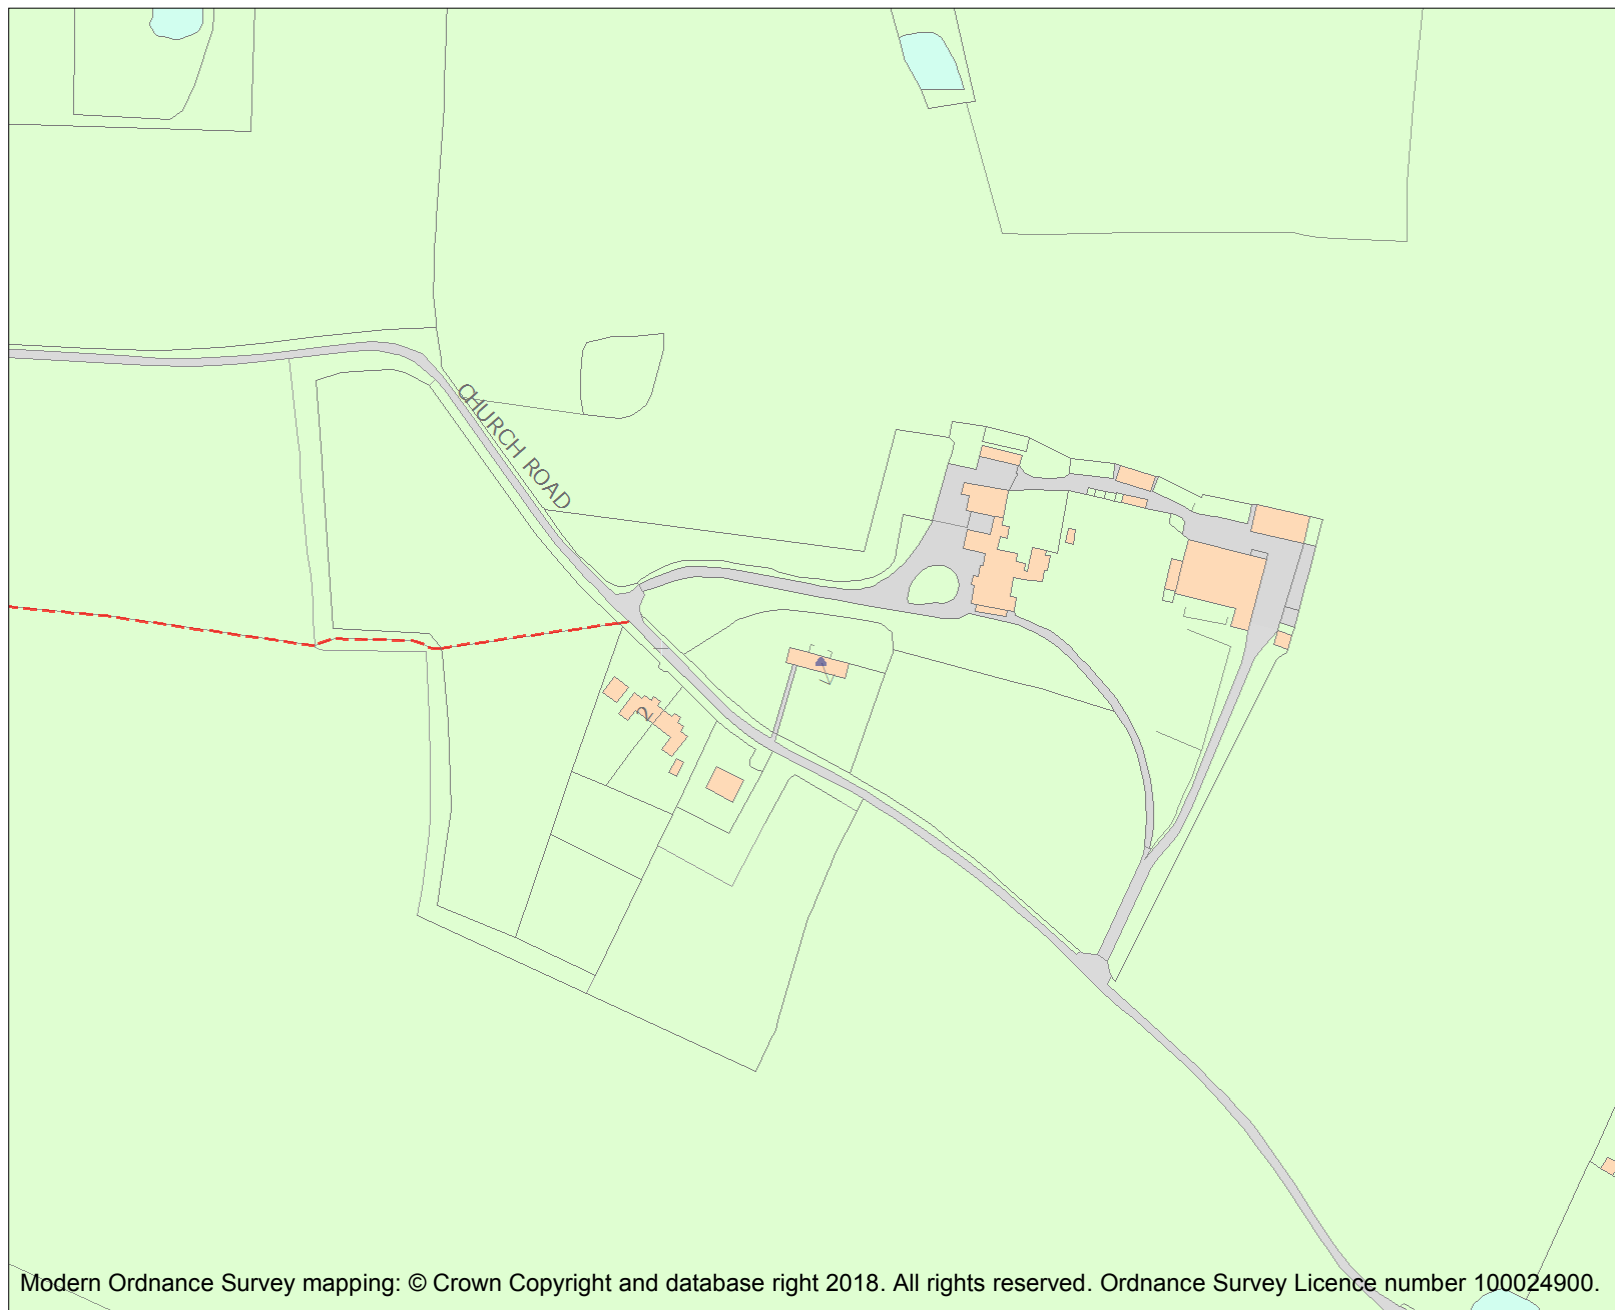 CHURCH ROAD
2
Modern Ordnance Survey mapping: © Crown Copyright and database right 2018. All rights reserved. Ordnance Survey Licence number 100024900.